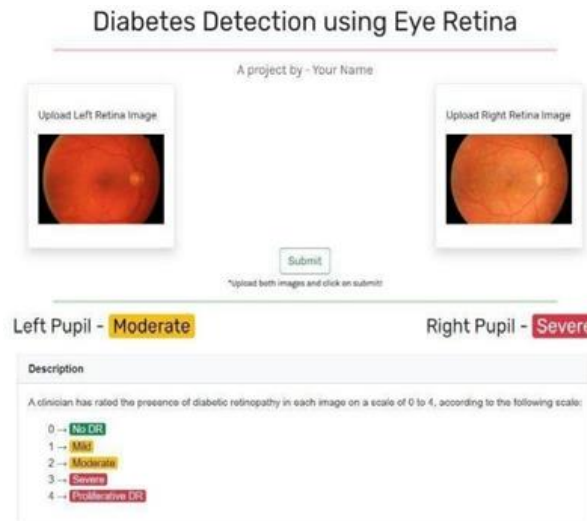 Diabetes Detection using Eye Retina
A project by - Your Name
Upload Left Retina Image
Upload Right Retina Image
Submit
*Upload both images and click on submit!
Left Pupil - Moderate
Right Pupil - Severe
Description
A clinician has rated the presence of diabetic retinopathy in each image on a scale of 0 to 4, according to the following scale:
0 → No DR
1 → Mild
2 → Moderate
3 → Severe
4 → Proliferative DR